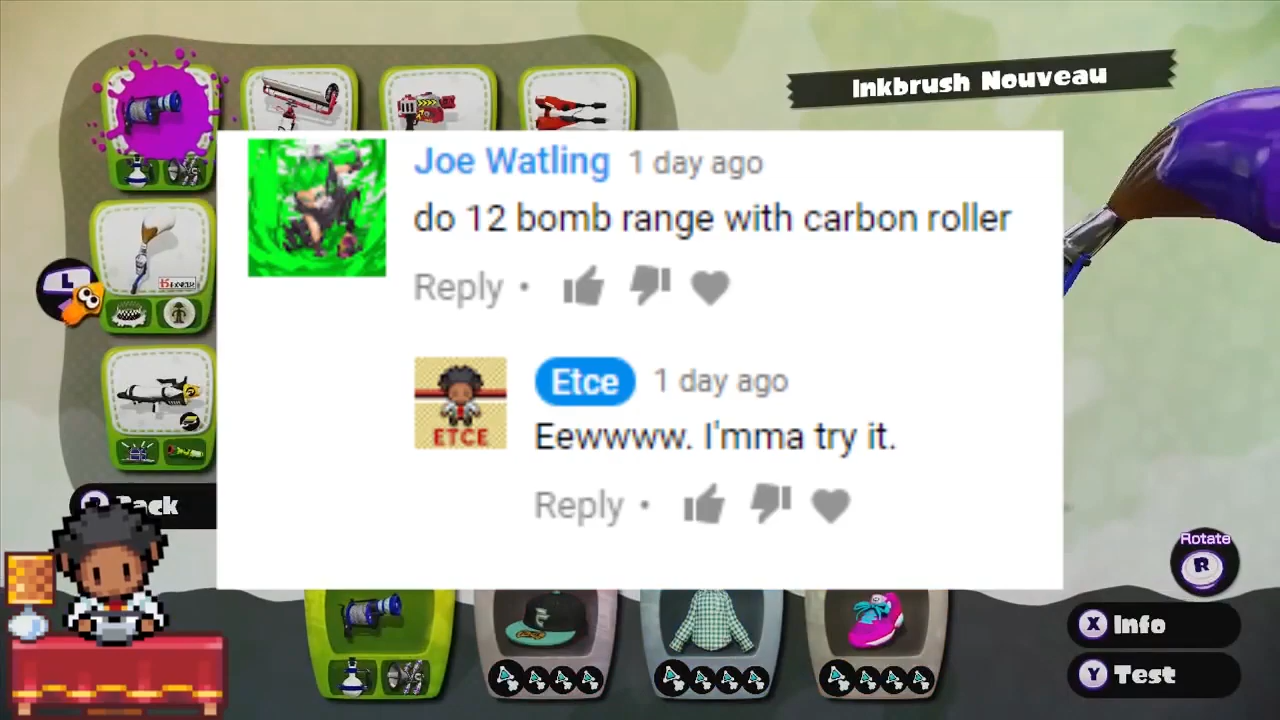 Inkbrush Nouveau
Joe Watling 1 day ago
do 12 bomb range with carbon roller
Reply •
L
Etce 1 day ago
ETCE
Eewwww. I'mma try it.
Reply •
Rotate
R
X Info
Y Test